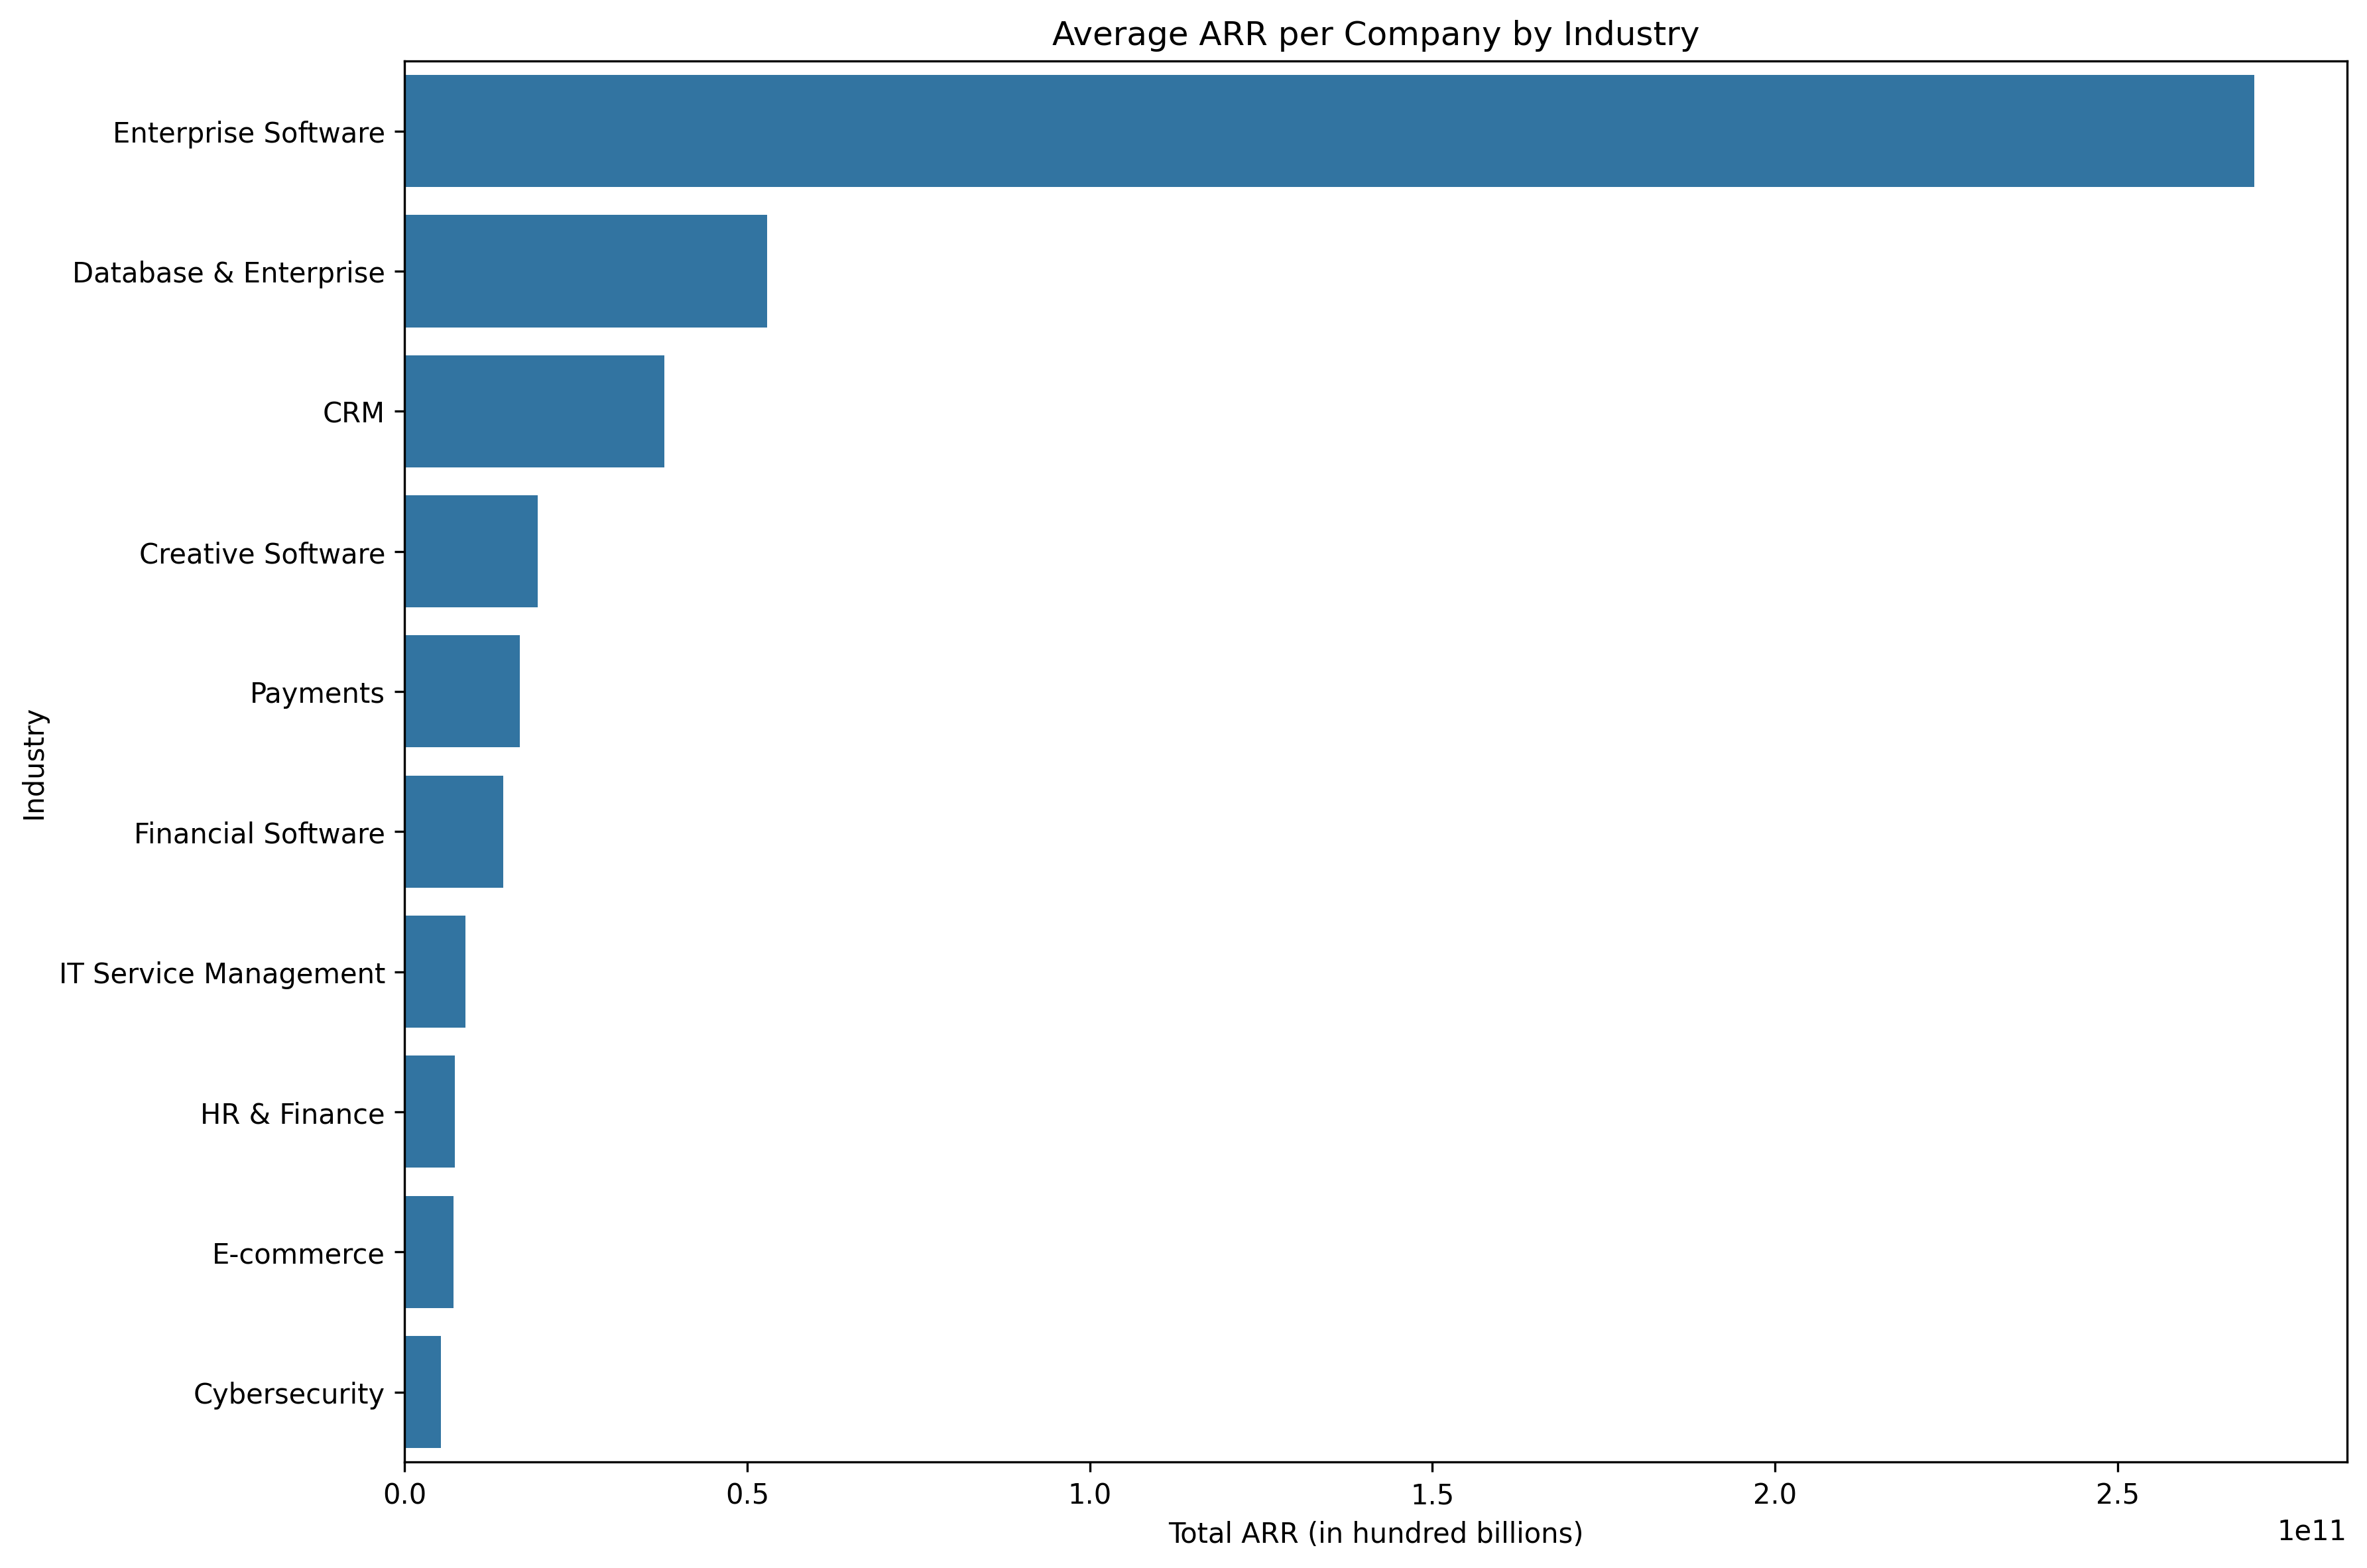 Average ARR per Company by Industry
Enterprise Software
Database & Enterprise
CRM
Creative Software
Payments
Financial Software
IT Service Management
HR & Finance
E-commerce
Cybersecurity
Industry
0.0 0.5 1.0 1.5 2.0 2.5
Total ARR (in hundred billions)
1e11